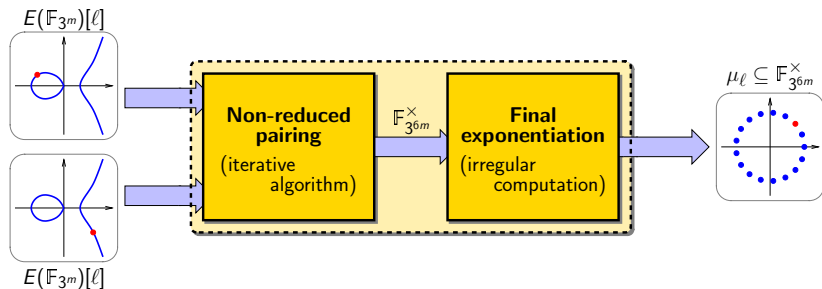 E(𝔽_{3^m})[ℓ]
Non-reduced
pairing
(iterative
algorithm)
𝔽^×_{3^{6m}}
Final
exponentiation
(irregular
computation)
μ_ℓ ⊆ 𝔽^×_{3^{6m}}
E(𝔽_{3^m})[ℓ]